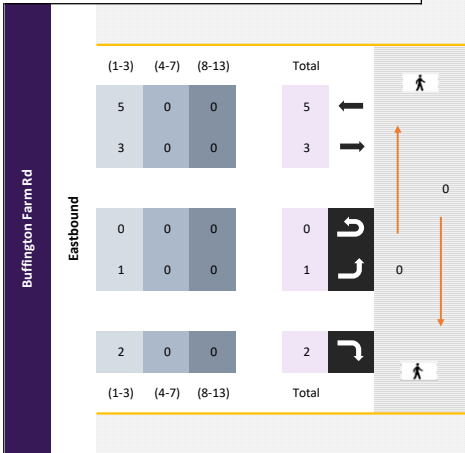 Buffington Farm Rd
Eastbound
(1-3) (4-7) (8-13) Total
5 0 0 5
3 0 0 3
0
0 0 0 0
1 0 0 1 0
2 0 0 2
(1-3) (4-7) (8-13) Total